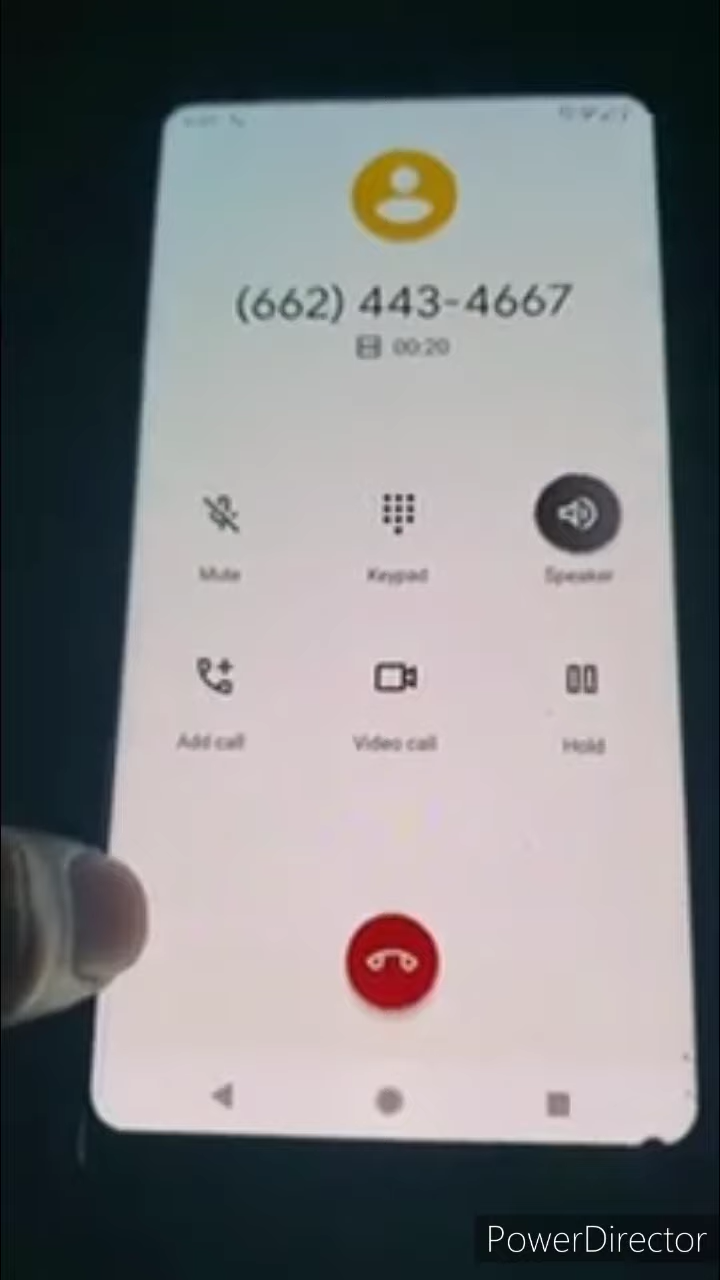 (662) 443-4667
00:20
Mute
Keypad
Speaker
Add call
Video call
Hold
PowerDirector